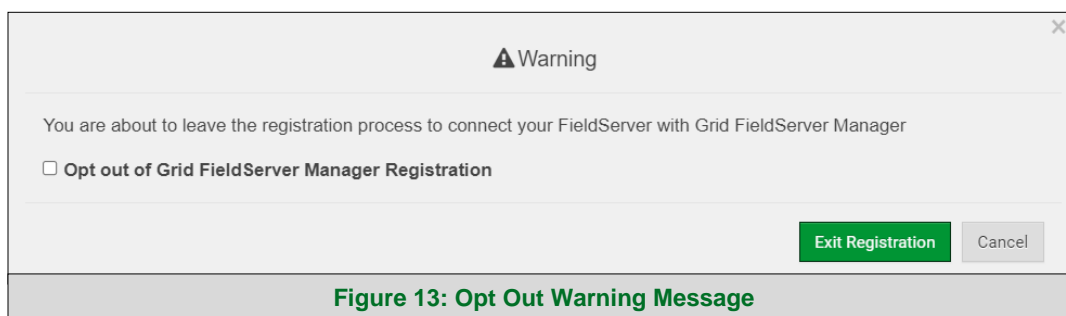 Warning
You are about to leave the registration process to connect your FieldServer with Grid FieldServer Manager
Opt out of Grid FieldServer Manager Registration
Exit Registration Cancel
Figure 13: Opt Out Warning Message